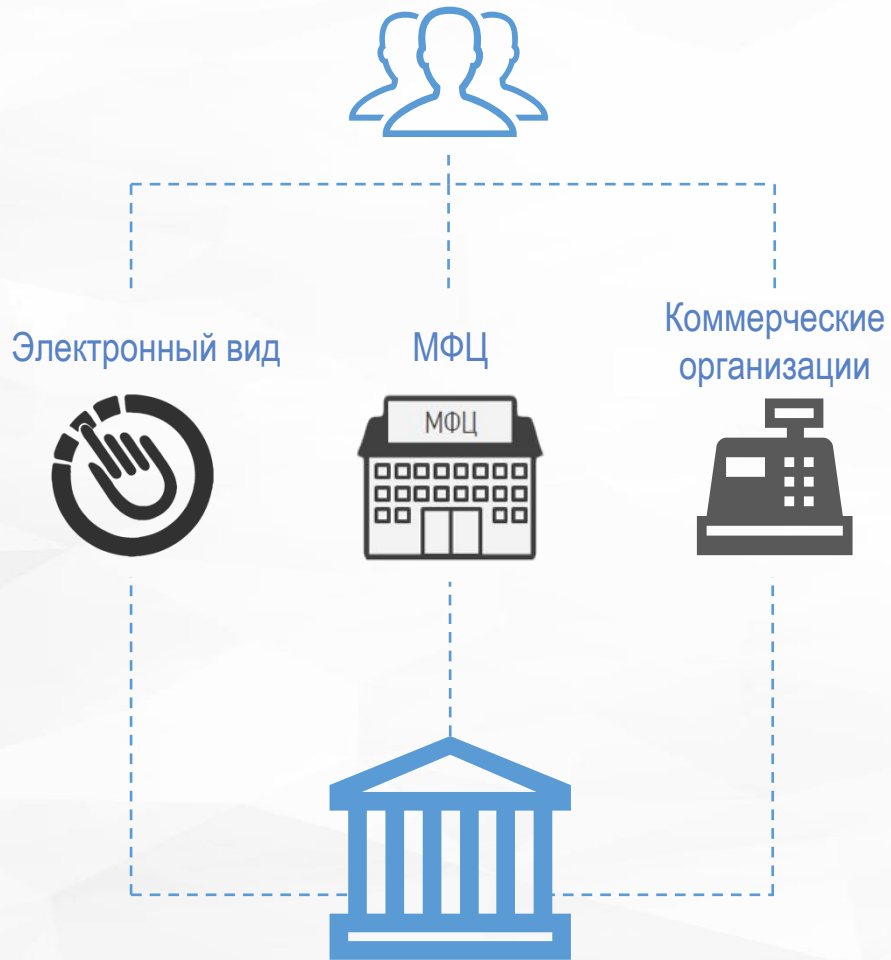 Электронный вид
МФЦ
Коммерческие
организации
МФЦ